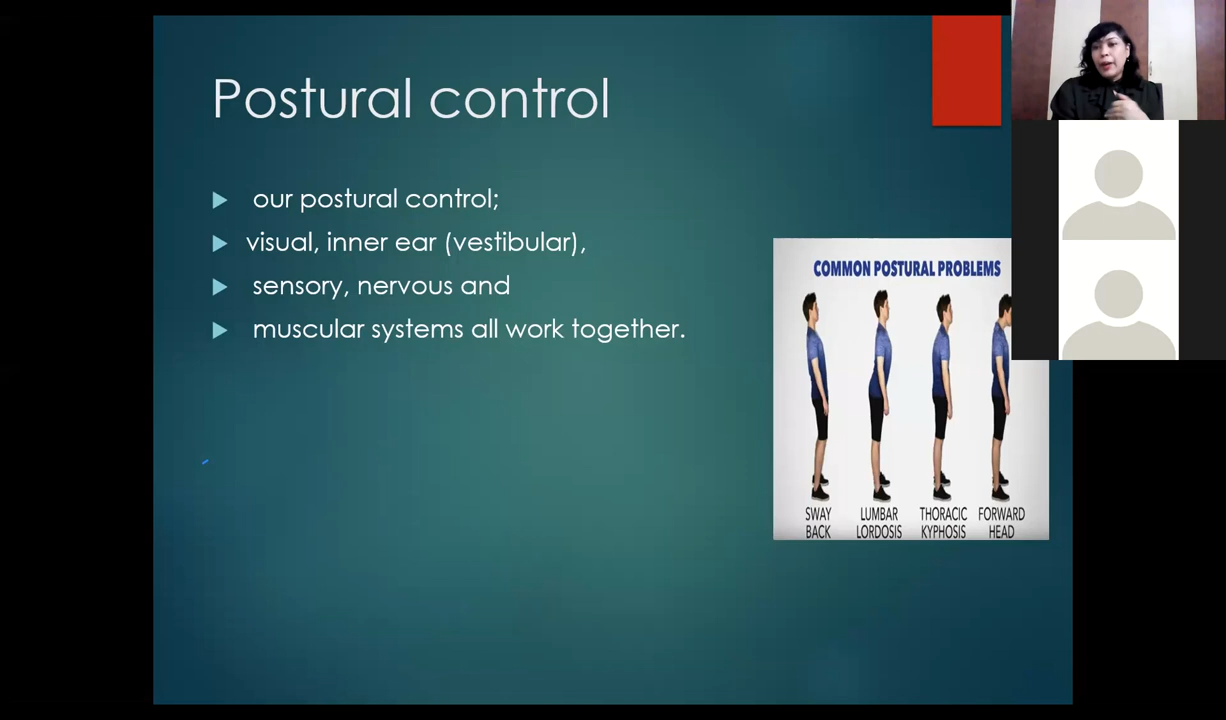 Postural control
our postural control;
visual, inner ear (vestibular),
sensory, nervous and
muscular systems all work together.
COMMON POSTURAL PROBLEMS
SWAY BACK
LUMBAR LORDOSIS
THORACIC KYPHOSIS
FORWARD HEAD